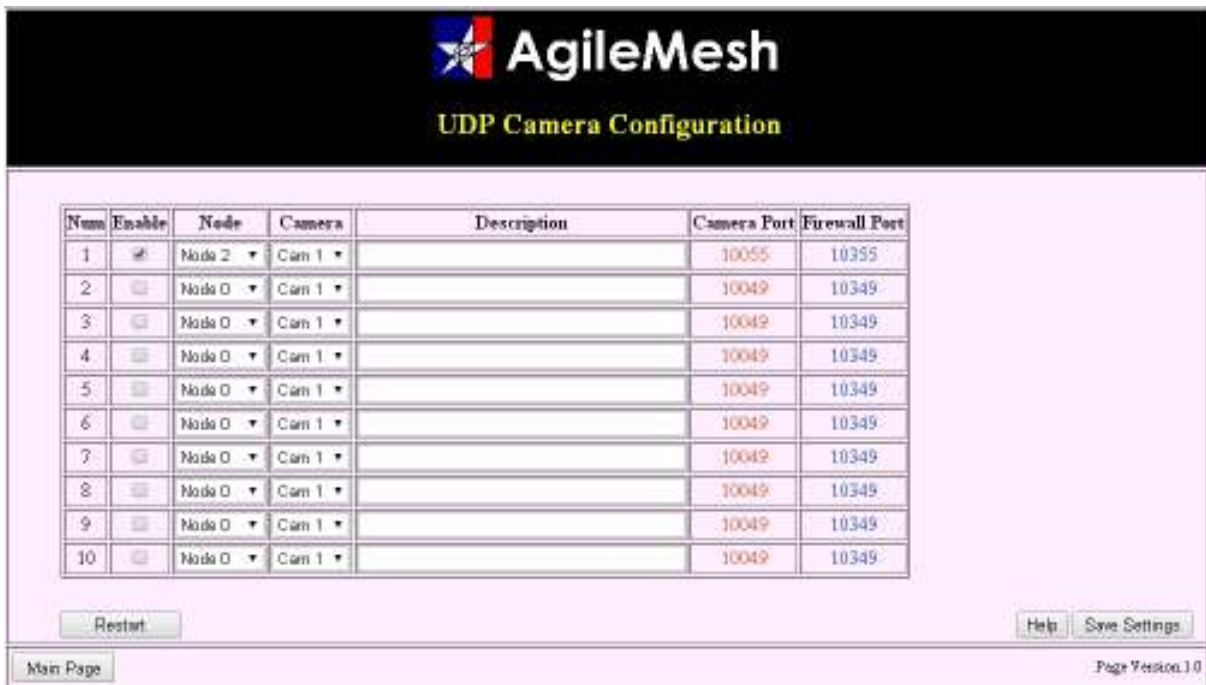 AgileMesh
UDP Camera Configuration
Num Enable Node Camera Description Camera Port Firewall Port
1 Node 2 Cam 1 10055 10355
2 Node 0 Cam 1 10049 10349
3 Node 0 Cam 1 10049 10349
4 Node 0 Cam 1 10049 10349
5 Node 0 Cam 1 10049 10349
6 Node 0 Cam 1 10049 10349
7 Node 0 Cam 1 10049 10349
8 Node 0 Cam 1 10049 10349
9 Node 0 Cam 1 10049 10349
10 Node 0 Cam 1 10049 10349
Restart Help Save Settings
Main Page Page Version 1.0